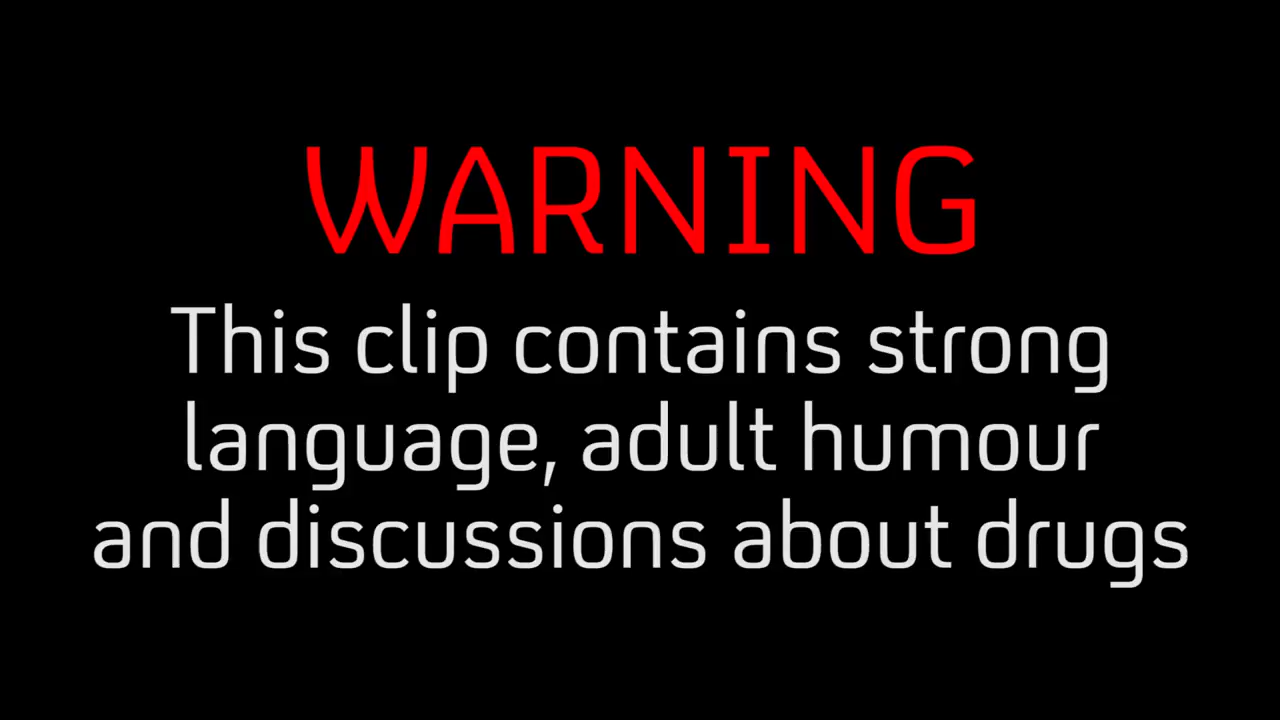 WARNING
This clip contains strong
language, adult humour
and discussions about drugs